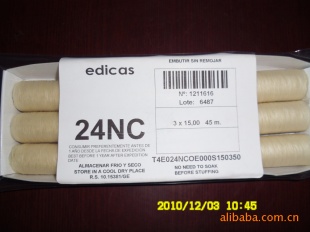 edicas
EMBUTIR SIN REMOJAR
Nº: 1211616
Lote: 6487
24NC
3 x 15,00 45 m.
CONSUMIR PREFERENTEMENTE ANTES DE
1 AÑO DESDE LA FECHA DE EXPEDICION
BEST BEFORE 1 YEAR AFTER EXPEDITION
DATE
T4E024NCOE000S150350
ALMACENAR FRIO Y SECO
STORE IN A COOL DRY PLACE
R.S. 10.15281/GE
NO NEED TO SOAK
BEFORE STUFFING
2010/12/03 10:45
alibaba.com.cn